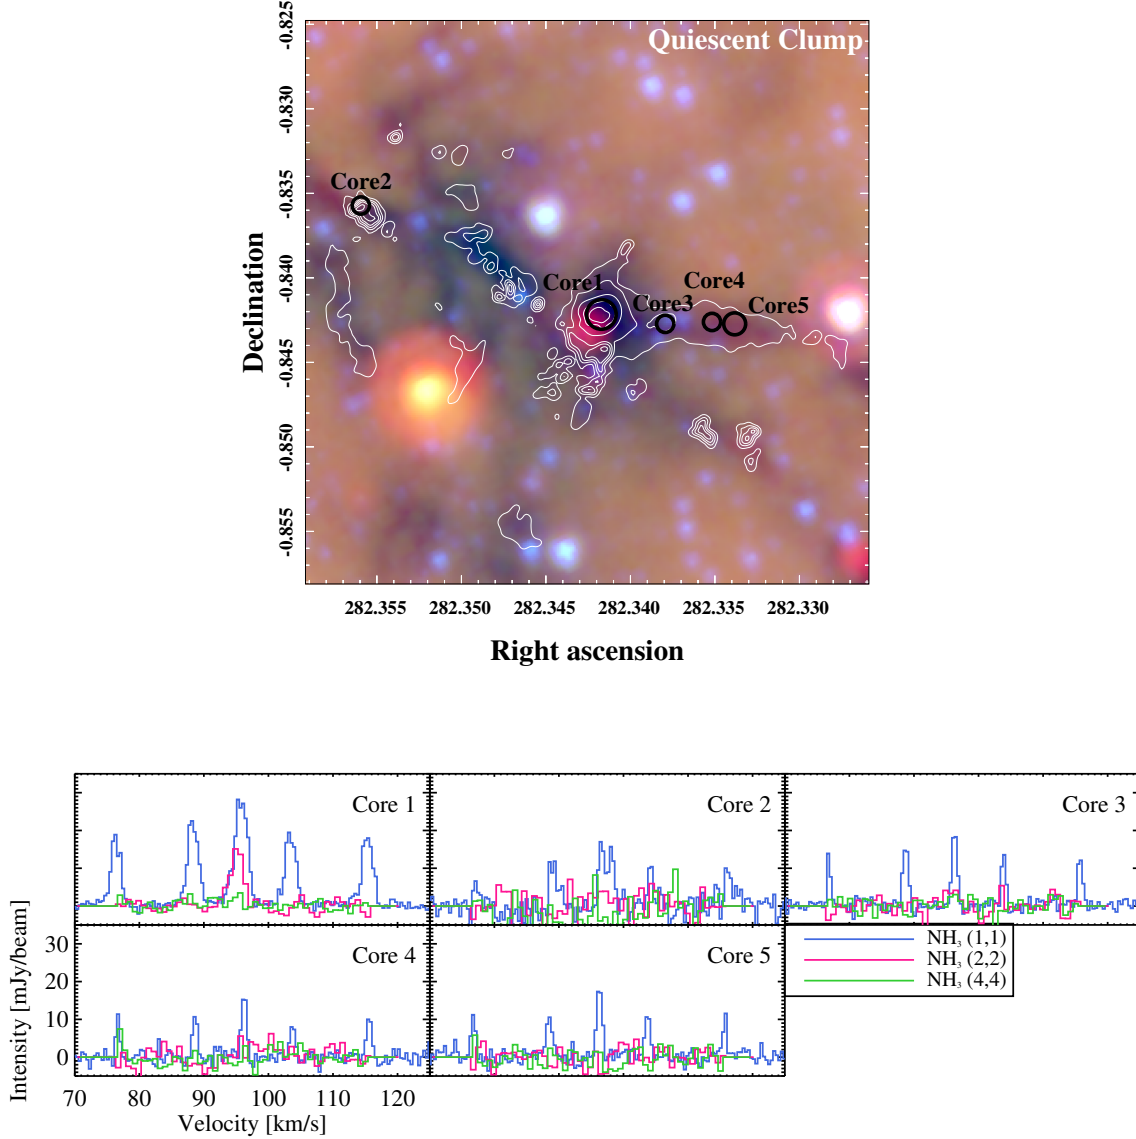 Quiescent Clump
-0.825
-0.830
-0.835
-0.840
-0.845
-0.850
-0.855
Declination
Core2
Core1
Core3
Core4
Core5
282.355 282.350 282.345 282.340 282.335 282.330
Right ascension
Core 1
Core 2
Core 3
Core 4
Core 5
NH₃ (1,1)
NH₃ (2,2)
NH₃ (4,4)
Intensity [mJy/beam]
30
20
10
0
70 80 90 100 110 120
Velocity [km/s]